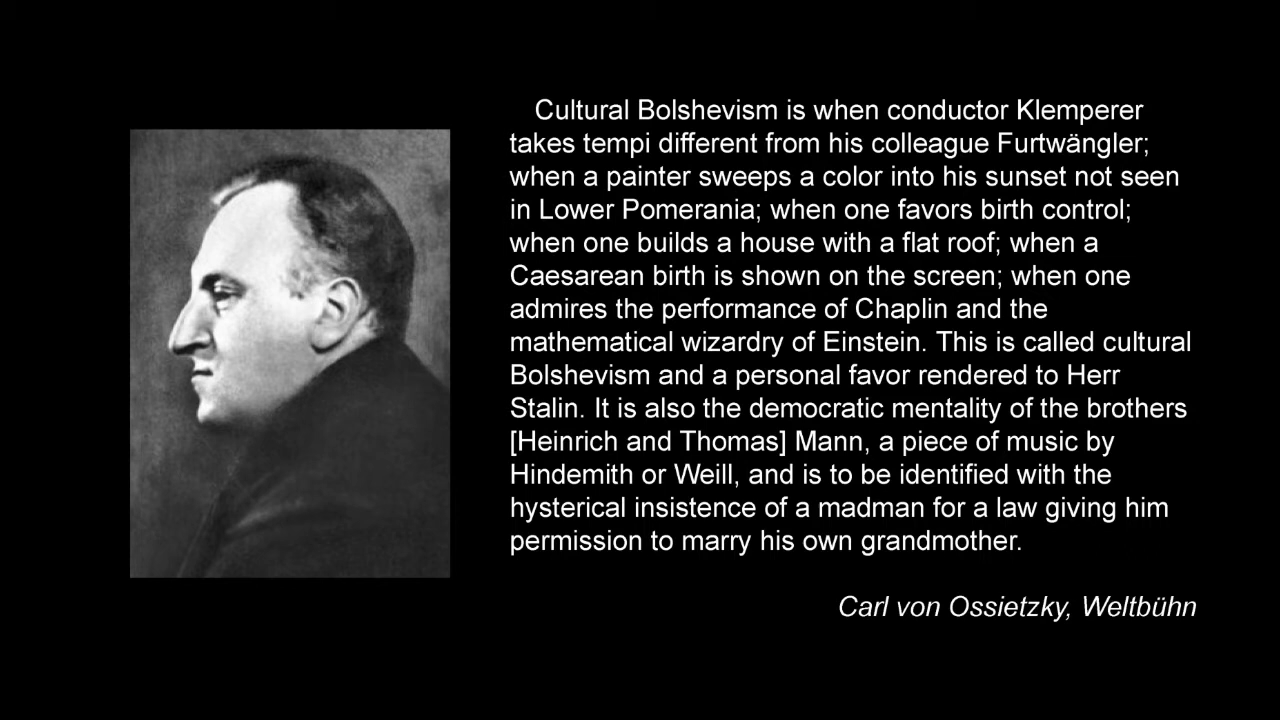 Cultural Bolshevism is when conductor Klemperer
takes tempi different from his colleague Furtwängler;
when a painter sweeps a color into his sunset not seen
in Lower Pomerania; when one favors birth control;
when one builds a house with a flat roof; when a
Caesarean birth is shown on the screen; when one
admires the performance of Chaplin and the
mathematical wizardry of Einstein. This is called cultural
Bolshevism and a personal favor rendered to Herr
Stalin. It is also the democratic mentality of the brothers
[Heinrich and Thomas] Mann, a piece of music by
Hindemith or Weill, and is to be identified with the
hysterical insistence of a madman for a law giving him
permission to marry his own grandmother.
Carl von Ossietzky, Weltbühn